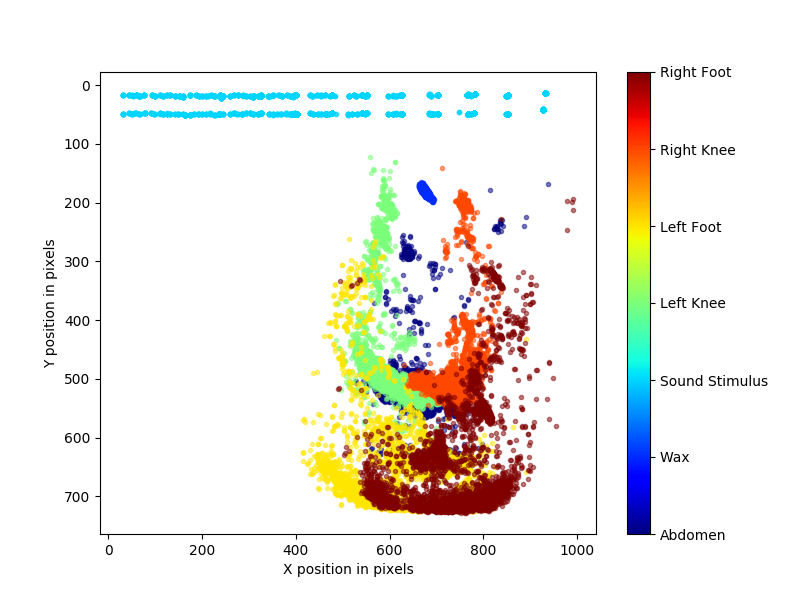 0
100
200
300
400
500
600
700
0
200
400
600
800
1000
X position in pixels
Y position in pixels
Right Foot
Right Knee
Left Foot
Left Knee
Sound Stimulus
Wax
Abdomen